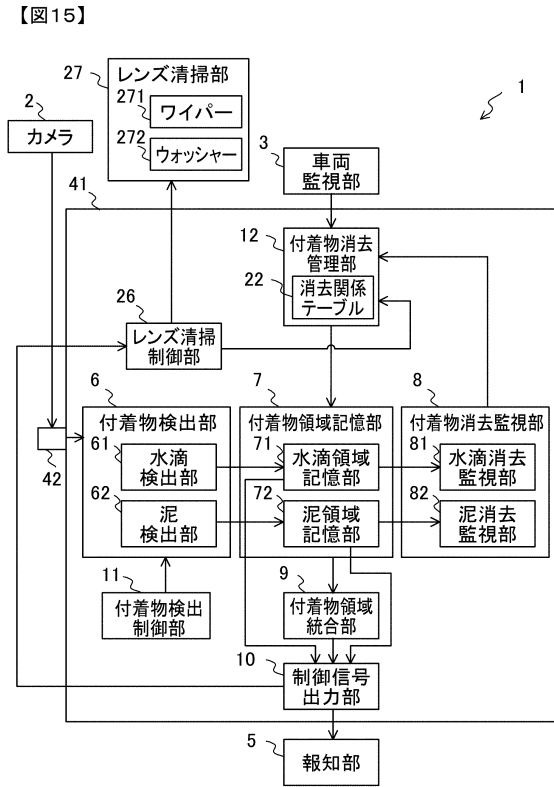 【図15】
1
27
レンズ清掃部
271
ワイパー
272
ウォッシャー
2
カメラ
3
車両
監視部
41
12
付着物消去
管理部
22
消去関係
テーブル
26
レンズ清掃
制御部
6
付着物検出部
61
水滴
検出部
62
泥
検出部
7
付着物領域記憶部
71
水滴領域
記憶部
72
泥領域
記憶部
8
付着物消去監視部
81
水滴消去
監視部
82
泥消去
監視部
42
11
付着物検出
制御部
9
付着物領域
統合部
10
制御信号
出力部
5
報知部